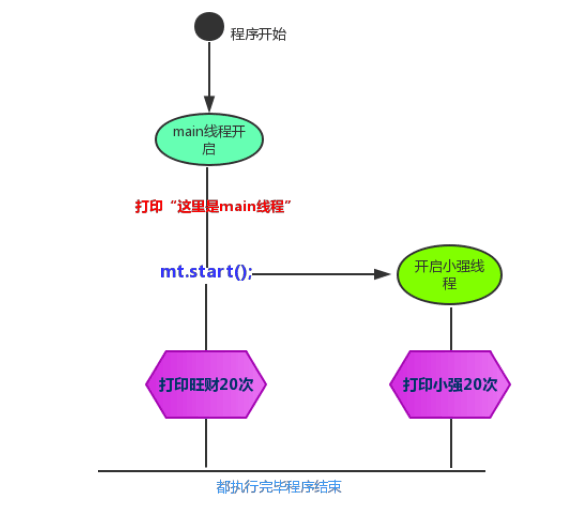 程序开始
main线程开
启
打印“这里是main线程”
mt.start();
开启小强线
程
打印旺财20次
打印小强20次
都执行完毕程序结束